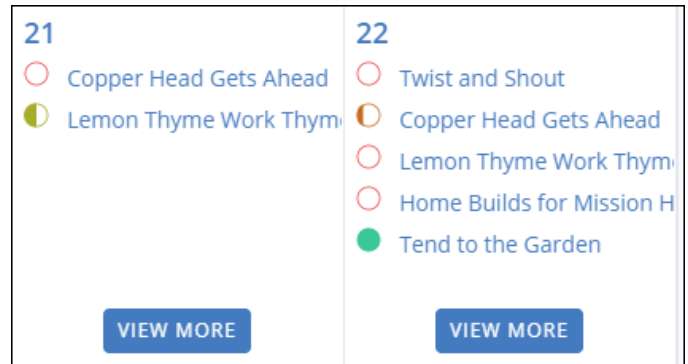 21
Copper Head Gets Ahead
Lemon Thyme Work Thym
VIEW MORE
22
Twist and Shout
Copper Head Gets Ahead
Lemon Thyme Work Thym
Home Builds for Mission H
Tend to the Garden
VIEW MORE